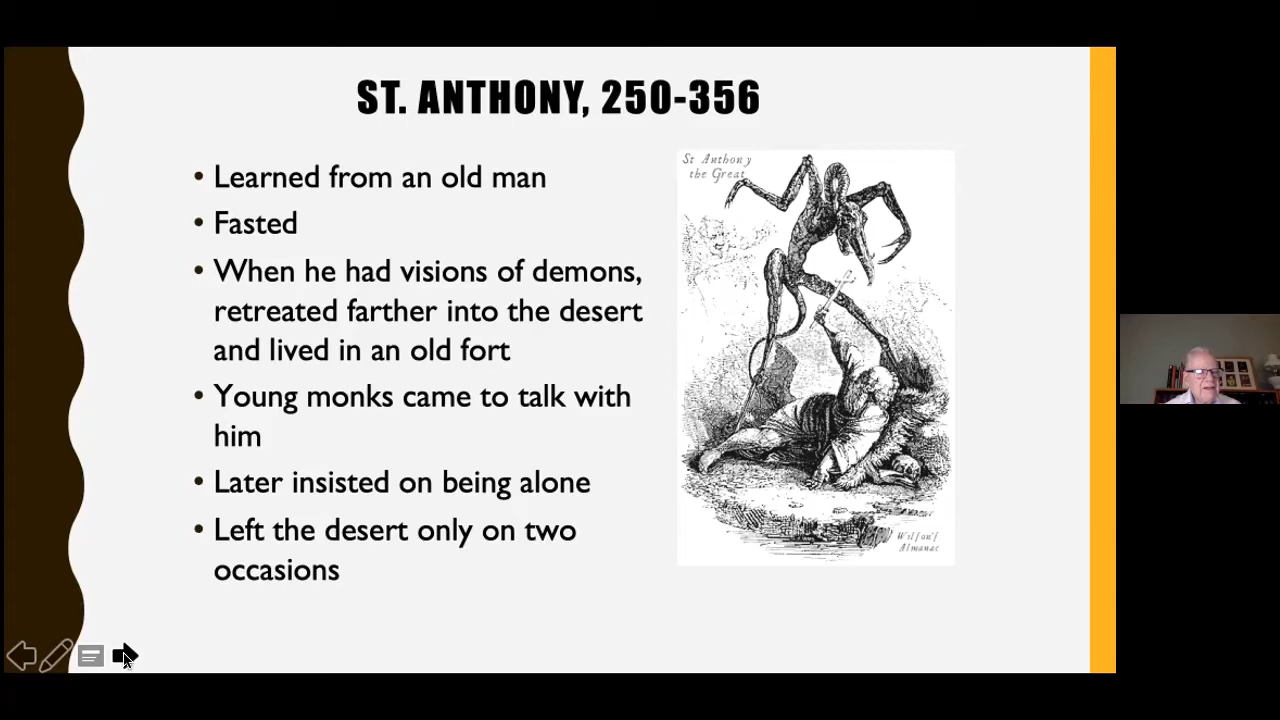 ST. ANTHONY, 250-356
• Learned from an old man
• Fasted
• When he had visions of demons,
retreated farther into the desert
and lived in an old fort
• Young monks came to talk with
him
• Later insisted on being alone
• Left the desert only on two
occasions
St Anthony
the Great
Wilſon's
Almanac